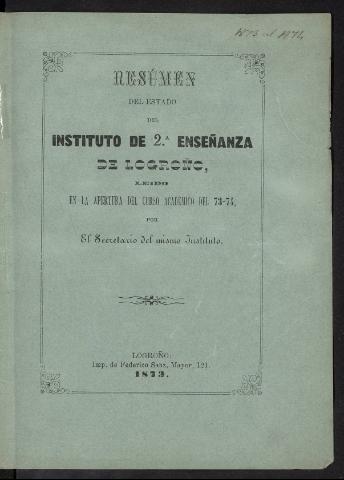 1873 al 1874
RESÚMEN
DEL ESTADO
DEL
INSTITUTO DE 2.ª ENSEÑANZA
DE LOGROÑO,
EN LA APERTURA DEL CURSO ACADÉMICO DEL 73-74,
POR
El Secretario del mismo Instituto.
LOGROÑO:
Imp. de Federico Sanz, Mayor, 121.
1873.